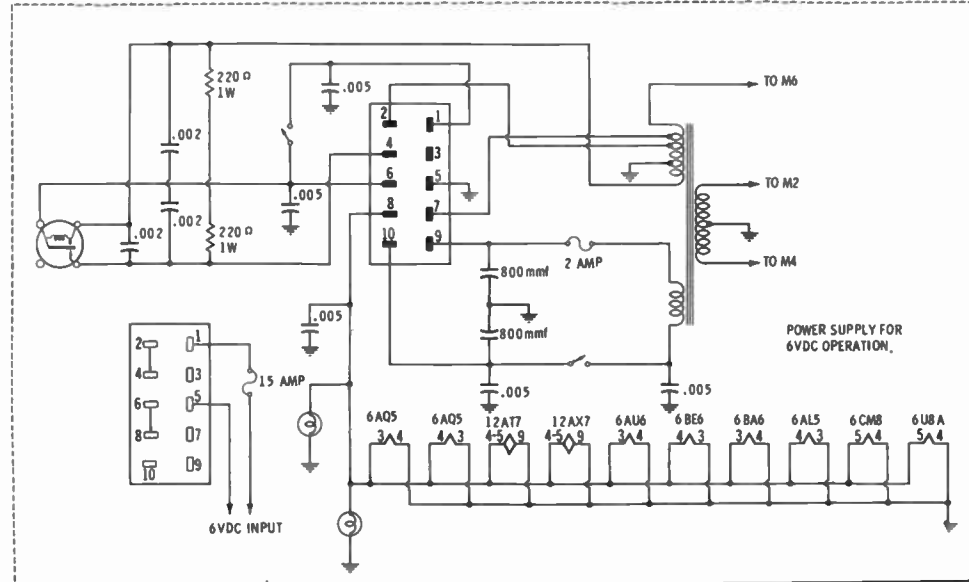 TO M6
220 Ω
1W
.005
.002
2
1
4
3
6
5
8
7
10
9
.005
.002
.002
220 Ω
1W
TO M2
TO M4
2 AMP
800mmf
800mmf
.005
.005
.005
POWER SUPPLY FOR
6VDC OPERATION.
2
1
4
3
6
5
8
7
10
9
15 AMP
6VDC INPUT
6AQ5 6AQ5 12AT7 12AX7 6AU6 6BE6 6BA6 6AL5 6CM8 6U8A
3 4 4 3 4-5 9 4-5 9 3 4 4 3 3 4 4 3 5 4 5 4